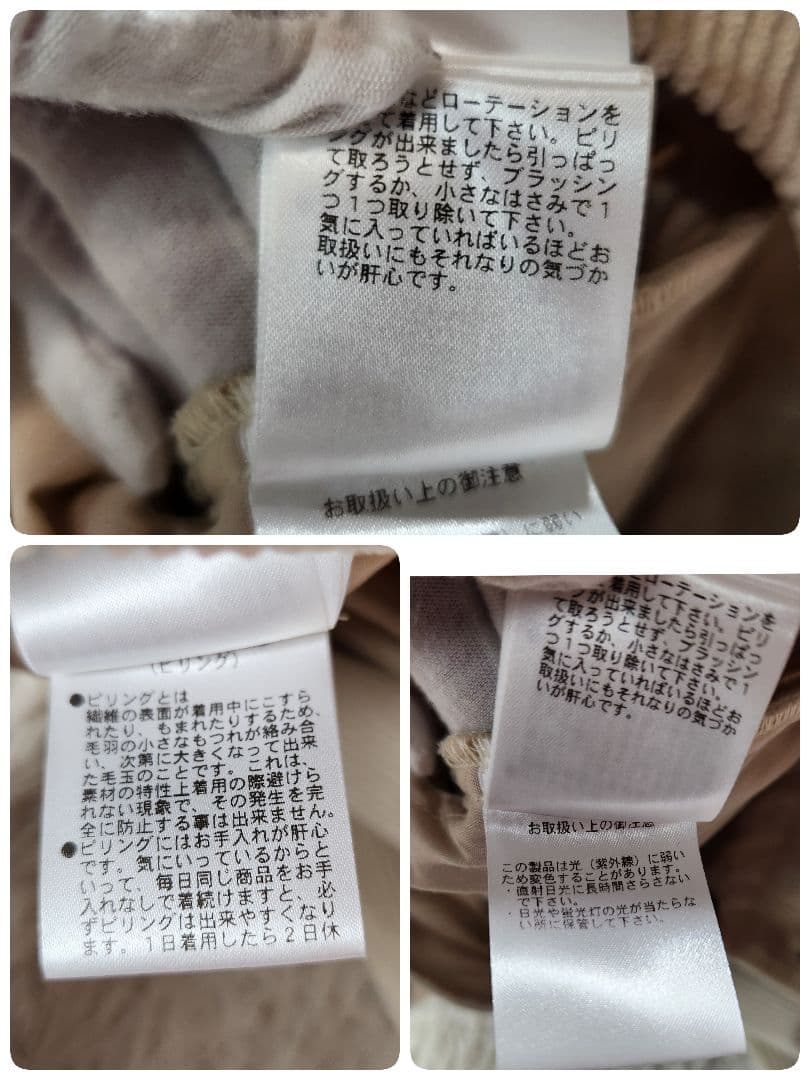 などローテーションを
て着用して下さい。ピリ
ングが出来ましたら引っぱっ
て取ろうとせず、ブラッシン
グするか、小さなはさみで1
つ1つ取り除いて下さい。
気に入っていればいるほどお
取扱いにもそれなりの気づか
いが肝心です。
お取扱い上の御注意
に弱い
(ピリング)
●ピリングとは
繊維の表面が着用中にこすら
れたり、もまれたりするため、
毛羽の小さなもつれが絡み合
い、次第に大きくなって出来
た毛玉のことです。これは、
素材の特性上着用の際避けら
れない現象で、その発生を完
全に防止する事は出来ません。
●ピリングにはお手入れが肝心
です。気にいっているからと
いって、毎日同じ商品をお手
入れなしで着続けますと、必
ずピリングは出来やすくなり
ます。1日着用したら2日休
ローテーションを
着用して下さい。ピリ
が出来ましたら引っぱっ
て取ろうとせず、ブラッシン
グするか、小さなはさみで1
つ1つ取り除いて下さい。
気に入っていればいるほどお
取扱いにもそれなりの気づか
いが肝心です。
お取扱い上の御注意
この製品は光(紫外線)に弱い
ため変色することがあります。
・直射日光に長時間さらさない
で下さい。
・日光や蛍光灯の光が当たらな
い所に保管して下さい。